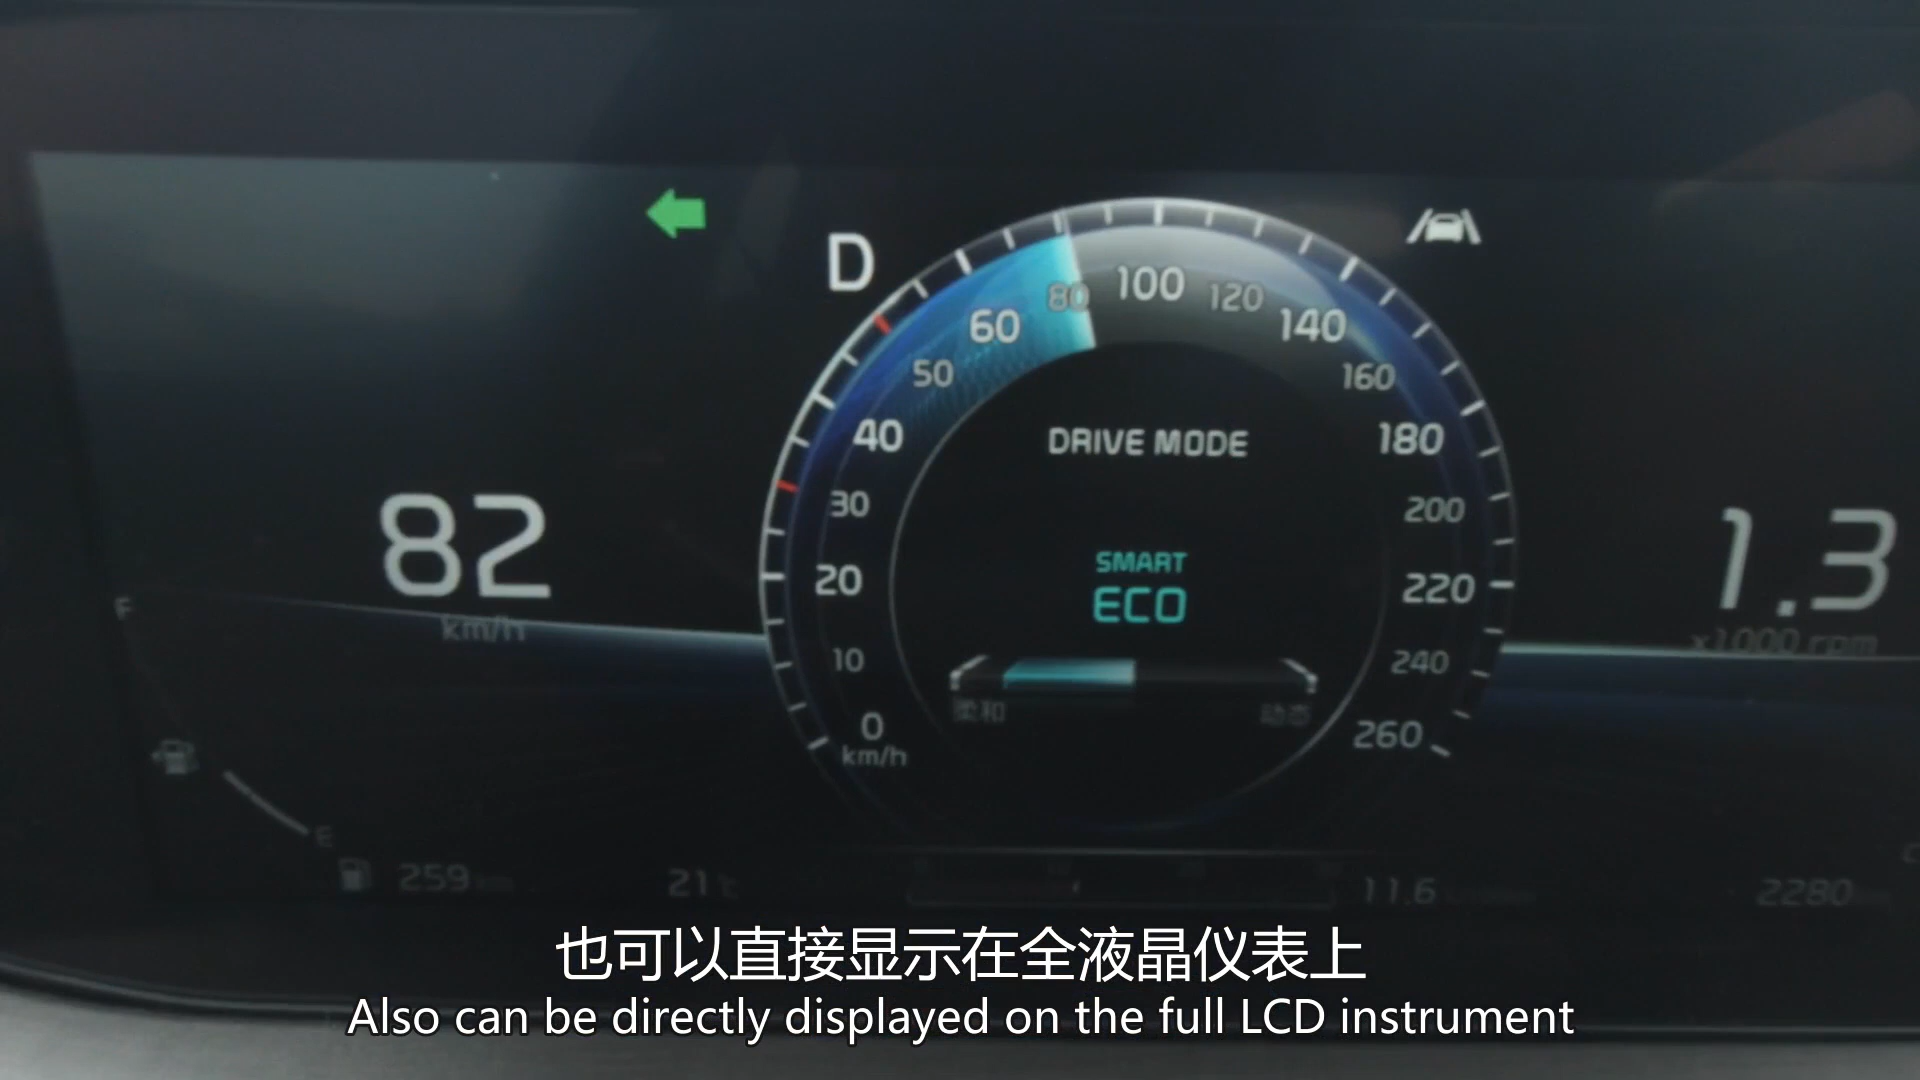 D
100
80
120
60
140
50
160
40
DRIVE MODE
180
30
200
82
1.3
SMART
20
ECO
220
F
km/h
x1000 rpm
10
240
柔和
动态
0
260
km/h
E
259
21℃
11.6
2280
也可以直接显示在全液晶仪表上
Also can be directly displayed on the full LCD instrument